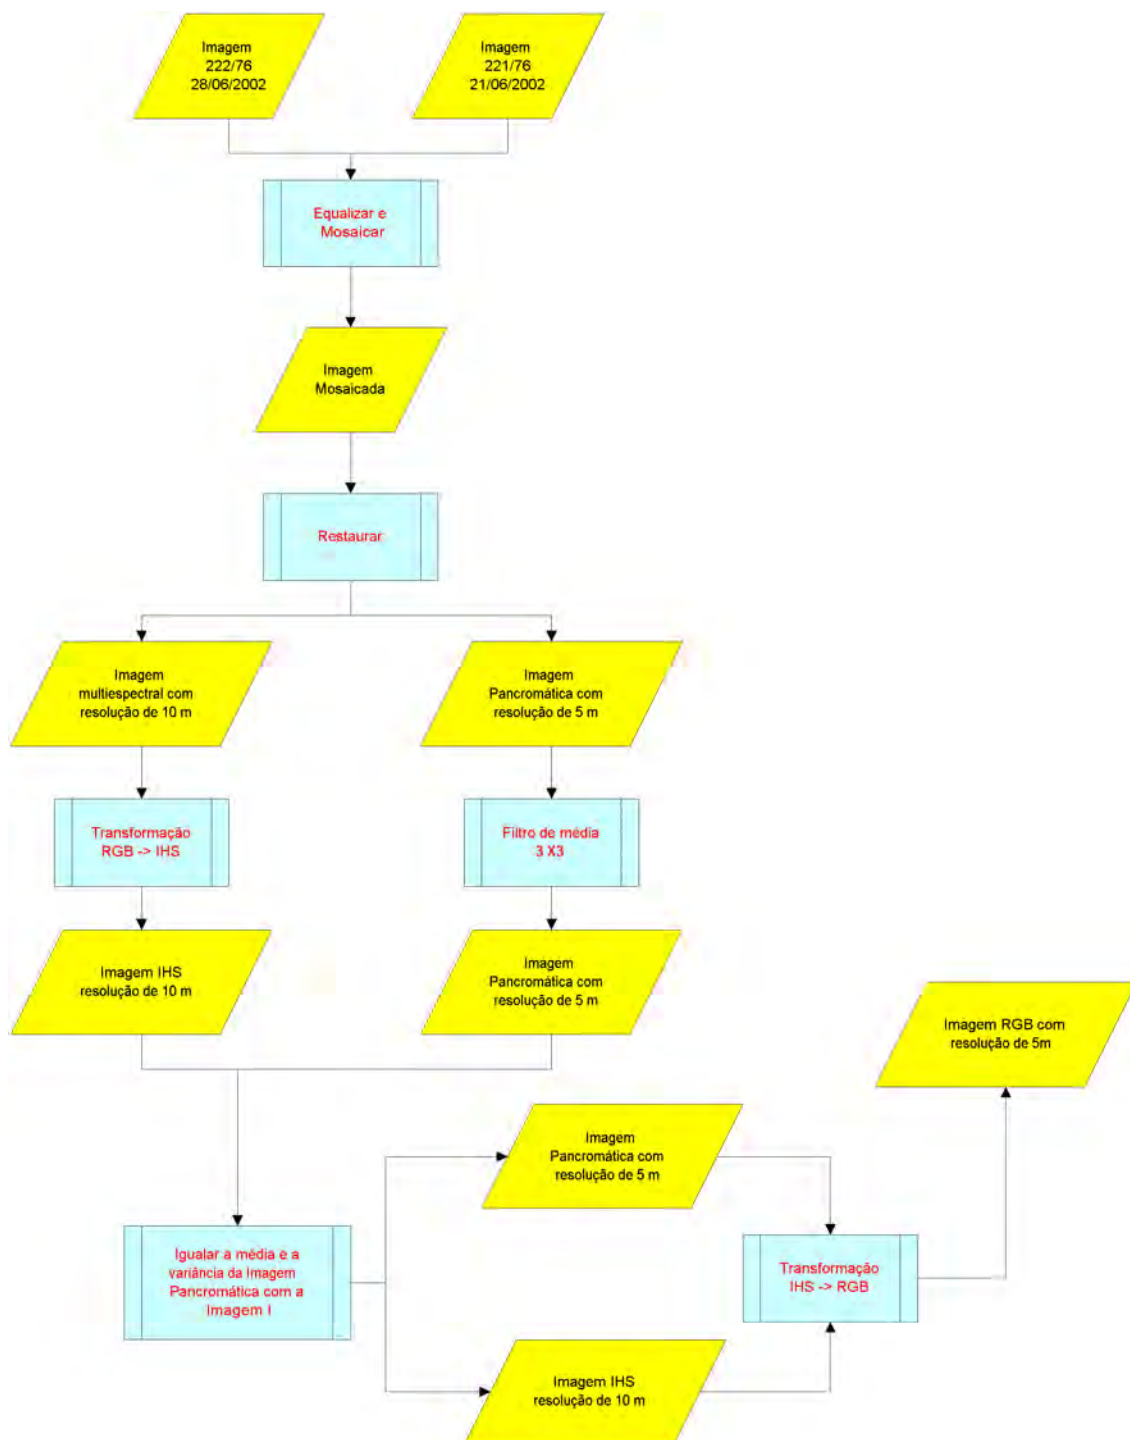 Imagem
222/76
28/06/2002
Imagem
221/76
21/06/2002
Equalizar e
Mosaicar
Imagem
Mosaicada
Restaurar
Imagem
multiespectral com
resolução de 10 m
Imagem
Pancromática com
resolução de 5 m
Transformação
RGB -> IHS
Filtro de média
3 X3
Imagem IHS
resolução de 10 m
Imagem
Pancromática com
resolução de 5 m
Imagem RGB com
resolução de 5m
Imagem
Pancromática com
resolução de 5 m
Igualar a média e a
variância da Imagem
Pancromática com a
Imagem I
Transformação
IHS -> RGB
Imagem IHS
resolução de 10 m